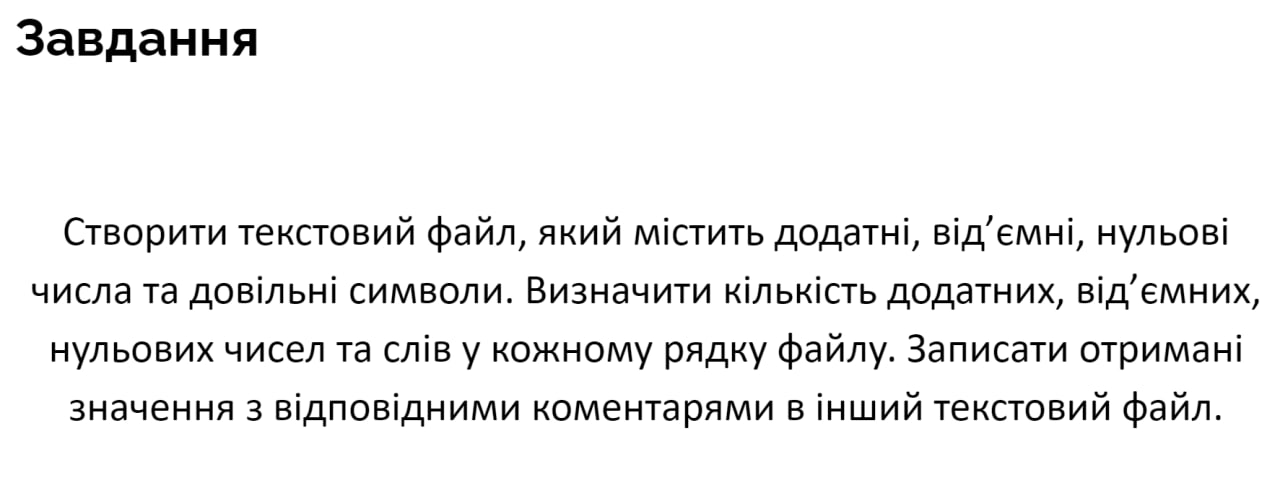 Завдання
Створити текстовий файл, який містить додатні, від’ємні, нульові
числа та довільні символи. Визначити кількість додатних, від’ємних,
нульових чисел та слів у кожному рядку файлу. Записати отримані
значення з відповідними коментарями в інший текстовий файл.